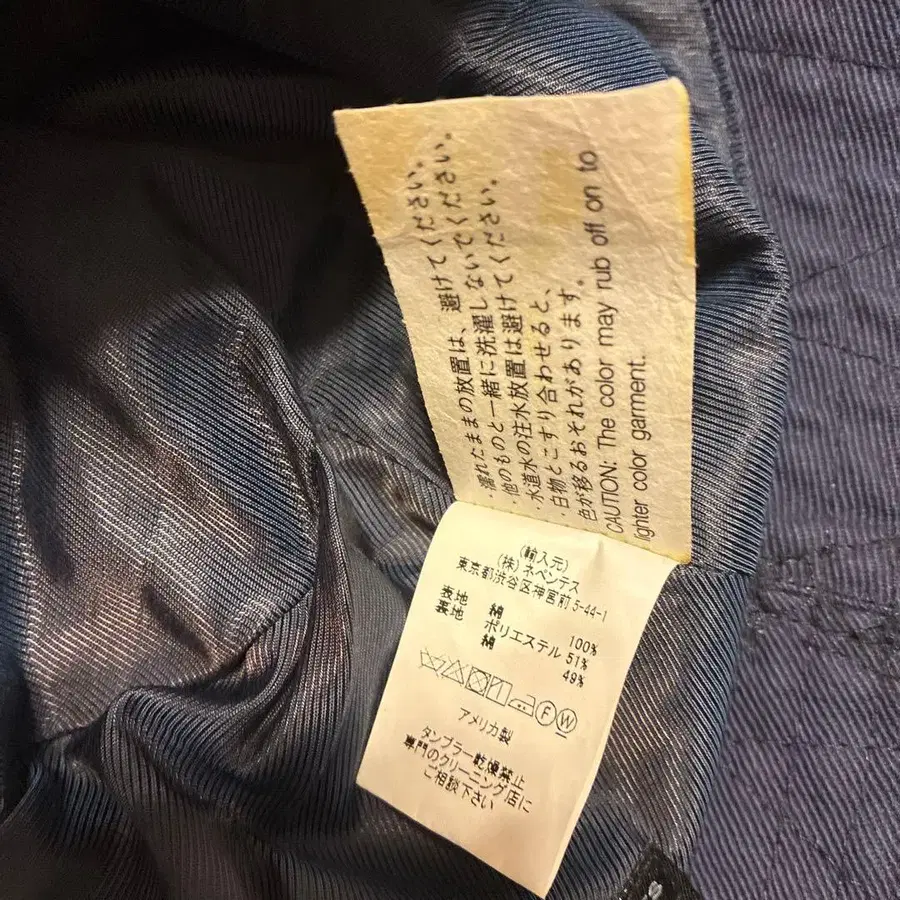 ・濡れたままの放置は、避けてください。
・他のものと一緒に洗濯しないでください。
・水道水の注水放置は避けてください。
・白物とこすり合わせると、
色が移るおそれがあります。
CAUTION: The color may rub off on to
lighter color garment.
(輸入元)
(株)ネペンテス
東京都渋谷区神宮前5-44-1
表地 綿 100%
裏地 ポリエステル 51%
綿 49%
F W
アメリカ製
タンブラー乾燥禁止
専門のクリーニング店に
ご相談下さい